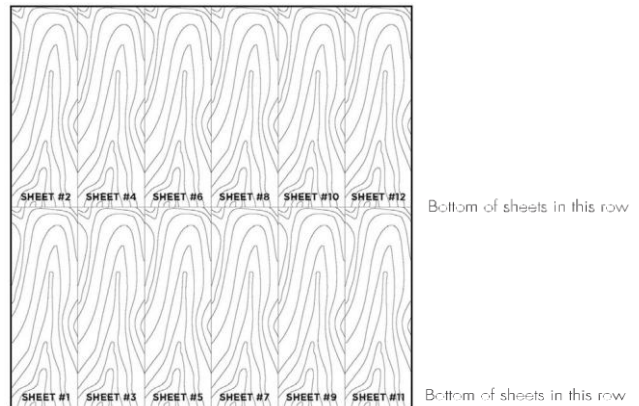 SHEET #2 SHEET #4 SHEET #6 SHEET #8 SHEET #10 SHEET #12
Bottom of sheets in this row
SHEET #1 SHEET #3 SHEET #5 SHEET #7 SHEET #9 SHEET #11
Bottom of sheets in this row